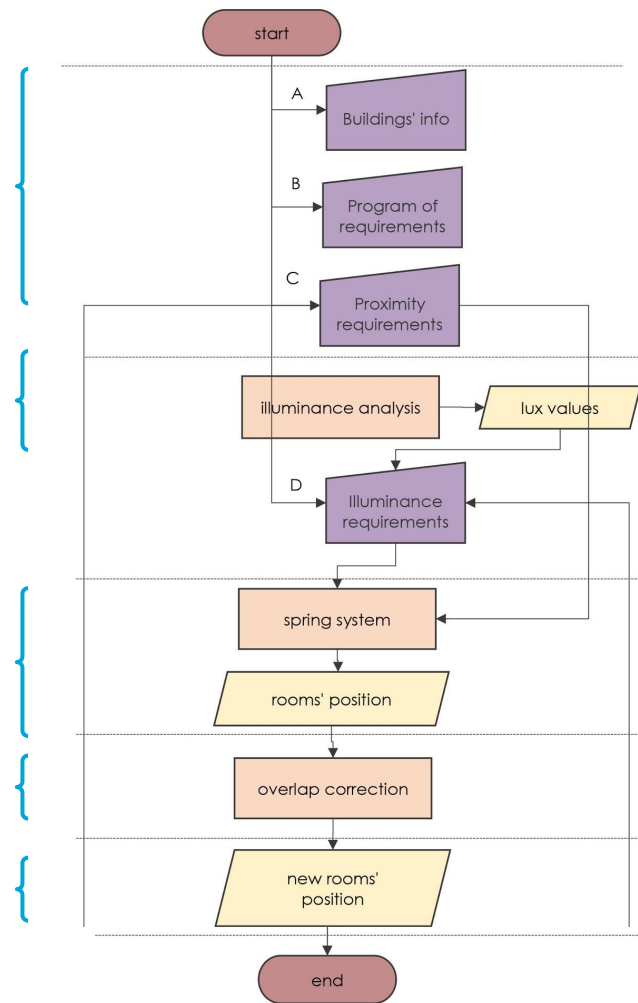 start
A
Buildings' info
B
Program of
requirements
C
Proximity
requirements
illuminance analysis
lux values
D
Illuminance
requirements
spring system
rooms' position
overlap correction
new rooms'
position
end